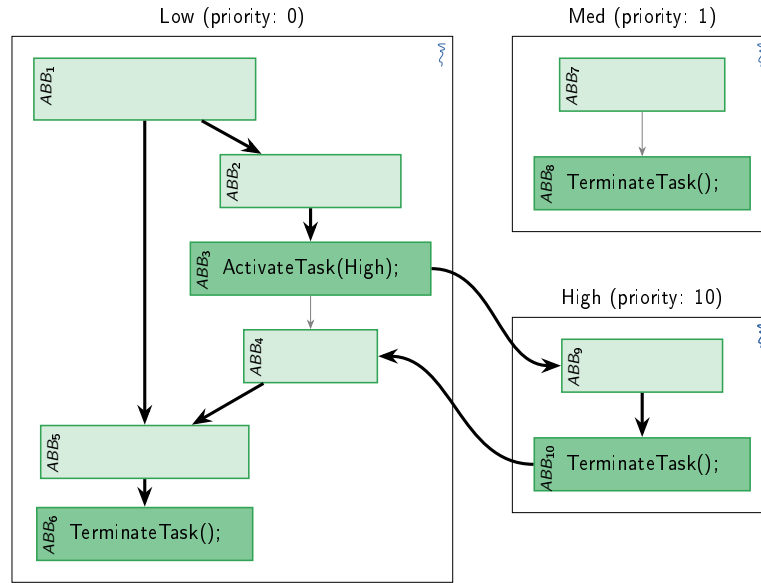 Low (priority: 0)
ABB1
ABB2
ABB3 ActivateTask(High);
ABB4
ABB5
ABB6 TerminateTask();
Med (priority: 1)
ABB7
ABB8 TerminateTask();
High (priority: 10)
ABB9
ABB10 TerminateTask();